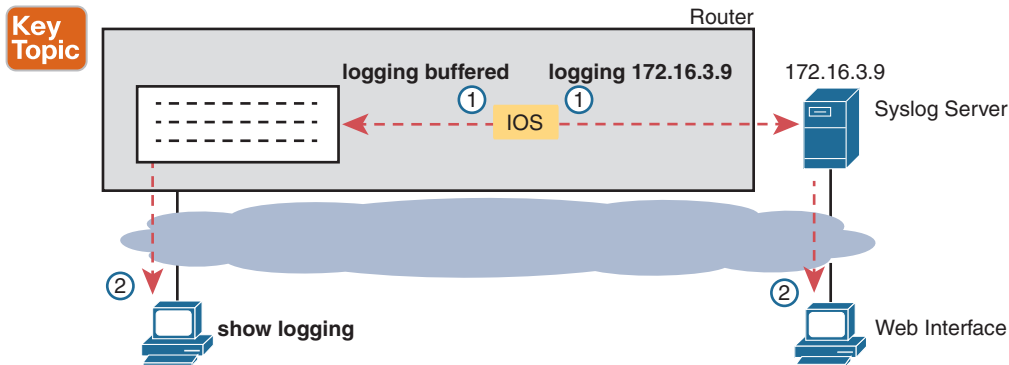 Key
Topic
Router
logging buffered
logging 172.16.3.9
172.16.3.9
1
1
IOS
Syslog Server
2
2
show logging
Web Interface